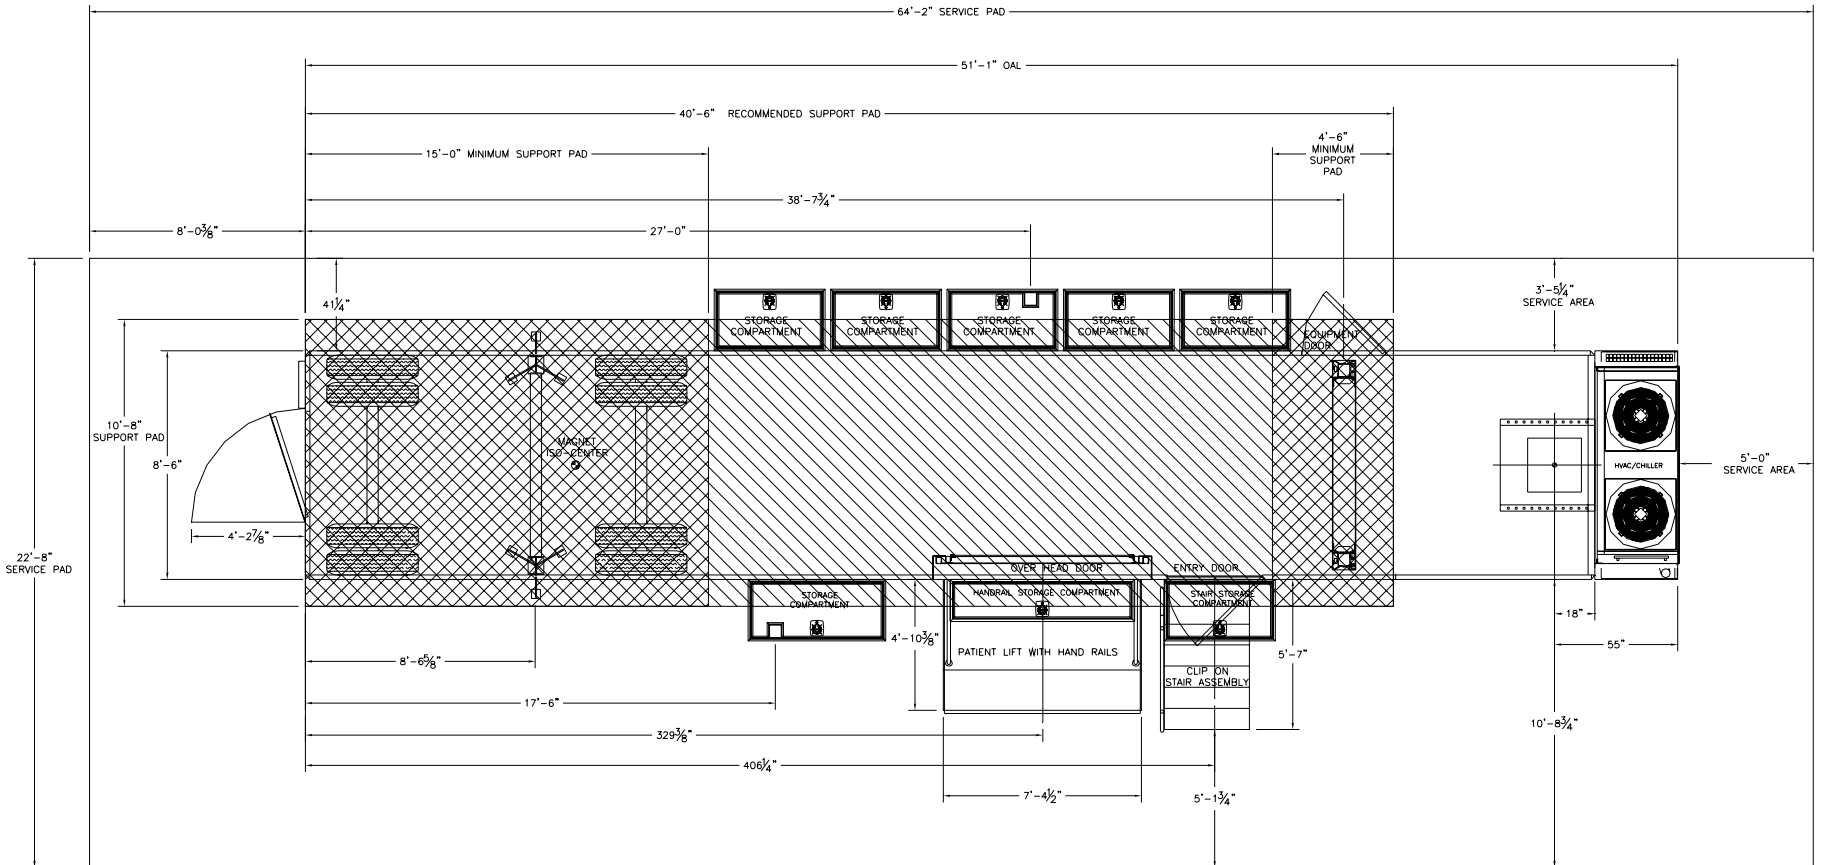 64'-2" SERVICE PAD
51'-1" OAL
40'-6" RECOMMENDED SUPPORT PAD
15'-0" MINIMUM SUPPORT PAD
4'-6"
MINIMUM
SUPPORT
PAD
38'-7¾"
8'-0⅜"
27'-0"
41¼"
3'-5¼"
SERVICE AREA
STORAGE
COMPARTMENT
STORAGE
COMPARTMENT
STORAGE
COMPARTMENT
STORAGE
COMPARTMENT
STORAGE
COMPARTMENT
EQUIPMENT
DOOR
10'-8"
SUPPORT PAD
8'-6"
MAGNET
ISO-CENTER
HVAC/CHILLER
5'-0"
SERVICE AREA
4'-2⅞"
22'-8"
SERVICE PAD
OVER HEAD DOOR
ENTRY DOOR
STORAGE
COMPARTMENT
HANDRAIL STORAGE COMPARTMENT
STAIR STORAGE
COMPARTMENT
18"
4'-10⅜"
PATIENT LIFT WITH HAND RAILS
5'-7"
55"
8'-6⅝"
CLIP ON
STAIR ASSEMBLY
17'-6"
10'-8¾"
329⅜"
406¼"
7'-4½"
5'-1¾"